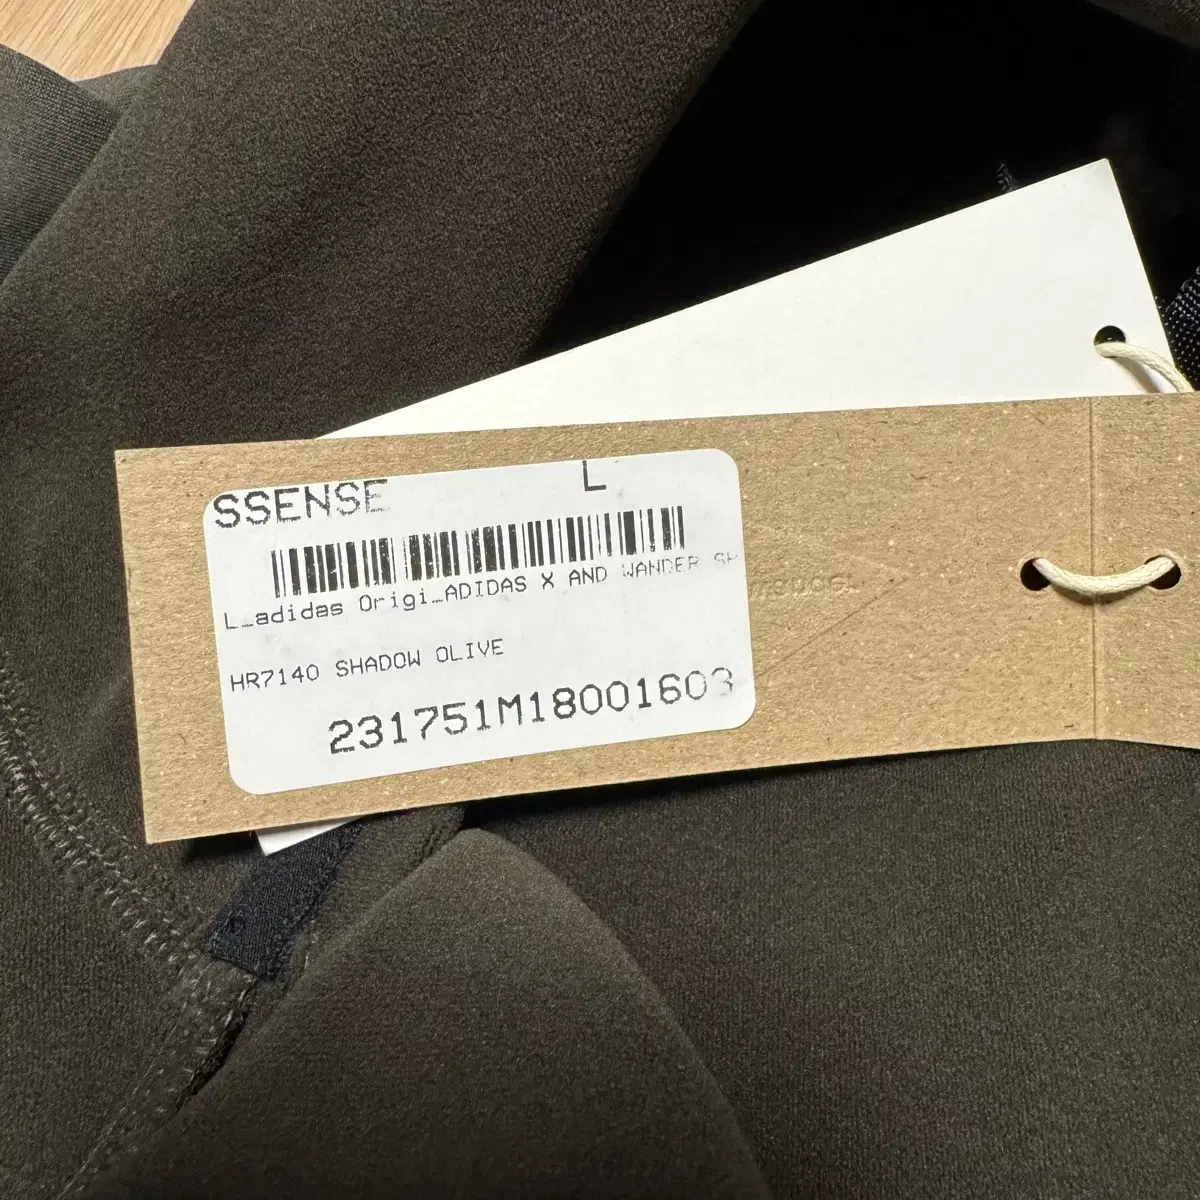 SSENSE L
L_adidas Origi_ADIDAS X AND WANDER SH
HR7140 SHADOW OLIVE
231751M18001603